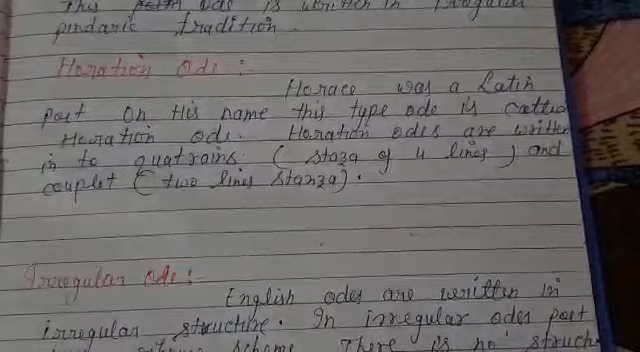 This ode is written in irregular
pindaric tradition.
Horation Ode:
Horace was a Latin
poet on His name this type ode is called
Horation ode. Horation odes are written
in to quatrains (staza of 4 lines) and
couplet (two lines stanza).
Irregular ode:-
English odes are written in
irregular structure. In irregular odes poet
scheme There is no